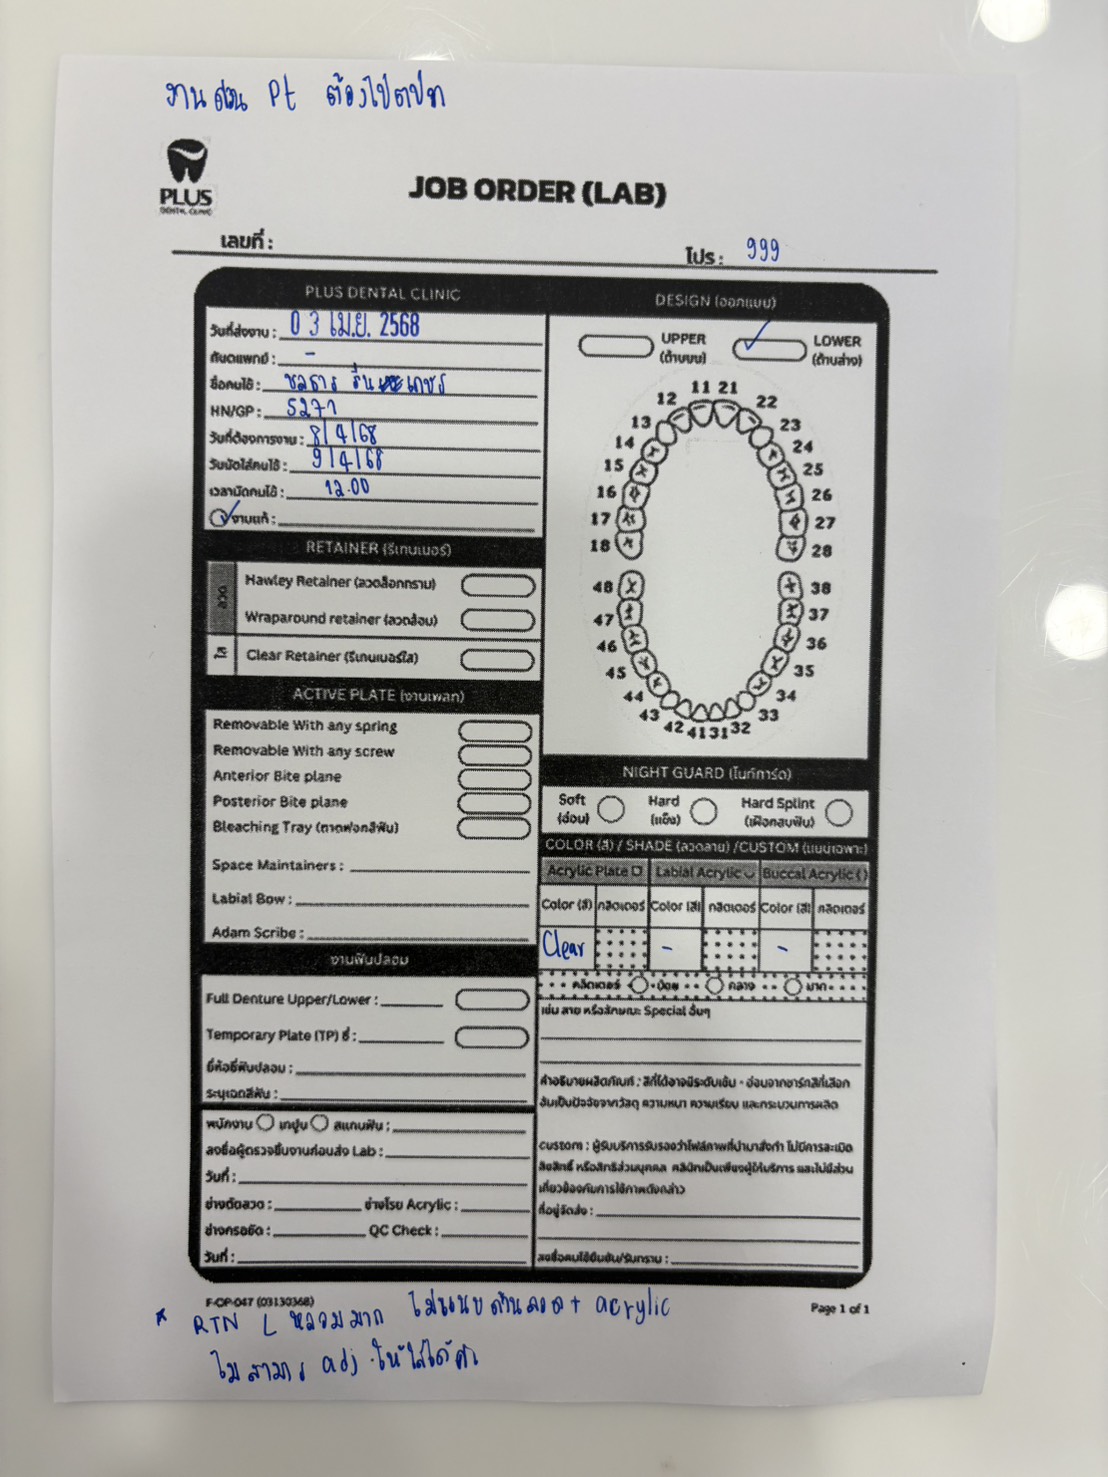 งานด่วน Pt ต้องไปตปท
PLUS
DENTAL CLINIC
JOB ORDER (LAB)
เลขที่ :
โปร : 999
PLUS DENTAL CLINIC
วันที่ส่งงาน : 03 เม.ย. 2568
ทันตแพทย์ : -
ชื่อคนไข้ : ชลธาร
HN/GP : 5271
วันที่ต้องการงาน : 8/4/68
วันนัดใส่คนไข้ : 9/4/68
เวลานัดคนไข้ : 12.00
งานแก้ :
RETAINER (รีเทนเนอร์)
ลวด
Hawley Retainer (ลวดล็อกกราม)
Wraparound retainer (ลวดล้อม)
ใส
Clear Retainer (รีเทนเนอร์ใส)
ACTIVE PLATE (งานเพลท)
Removable With any spring
Removable With any screw
Anterior Bite plane
Posterior Bite plane
Bleaching Tray (ถาดฟอกสีฟัน)
Space Maintainers :
Labial Bow :
Adam Scribe :
งานฟันปลอม
Full Denture Upper/Lower :
Temporary Plate (TP) ซี่ :
ยี่ห้อซี่ฟันปลอม :
ระบุเฉดสีฟัน :
พนักงาน เทปูน สแกนฟัน :
ลงชื่อผู้ตรวจชิ้นงานก่อนส่ง Lab :
วันที่ :
ช่างดัดลวด : ช่างโรย Acrylic :
ช่างกรอขัด : QC Check :
วันที่ :
DESIGN (ออกแบบ)
UPPER (ด้านบน)
LOWER (ด้านล่าง)
11 21
12 22
13 23
14 24
15 25
16 26
17 27
18 28
48 38
47 37
46 36
45 35
44 34
43 33
42 41 31 32
NIGHT GUARD (ไนท์การ์ด)
Soft (อ่อน) Hard (แข็ง) Hard Splint (เฝือกสบฟัน)
COLOR (สี) / SHADE (ลวดลาย) /CUSTOM (แบบเฉพาะ)
Acrylic Plate Labial Acrylic Buccal Acrylic ()
Color (สี) กลิตเตอร์ Color (สี) กลิตเตอร์ Color (สี) กลิตเตอร์
Clear - -
กลิตเตอร์ น้อย กลาง มาก
เช่น ลาย หรือลักษณะ Special อื่นๆ
คำอธิบายผลิตภัณฑ์ : สีที่ได้อาจมีระดับเข้ม - อ่อนจากชาร์ทสีที่เลือก
อันเป็นปัจจัยจากวัสดุ ความหนา ความเรียบ และกระบวนการผลิต
custom : ผู้รับบริการรับรองว่าไฟล์ภาพที่นำมาสั่งทำ ไม่มีการละเมิด
ลิขสิทธิ์ หรือสิทธิส่วนบุคคล คลินิกเป็นเพียงผู้ให้บริการ และไม่มีส่วน
เกี่ยวข้องกับการใช้ภาพดังกล่าว
ที่อยู่จัดส่ง :
ลงชื่อคนไข้ยืนยัน/รับทราบ :
F-OP-047 (03130368)
Page 1 of 1
* RTN L หลวมมาก ไม่แนบด้านลวด + acrylic
ไม่สามารถ adj ให้ใส่ได้ค่ะ